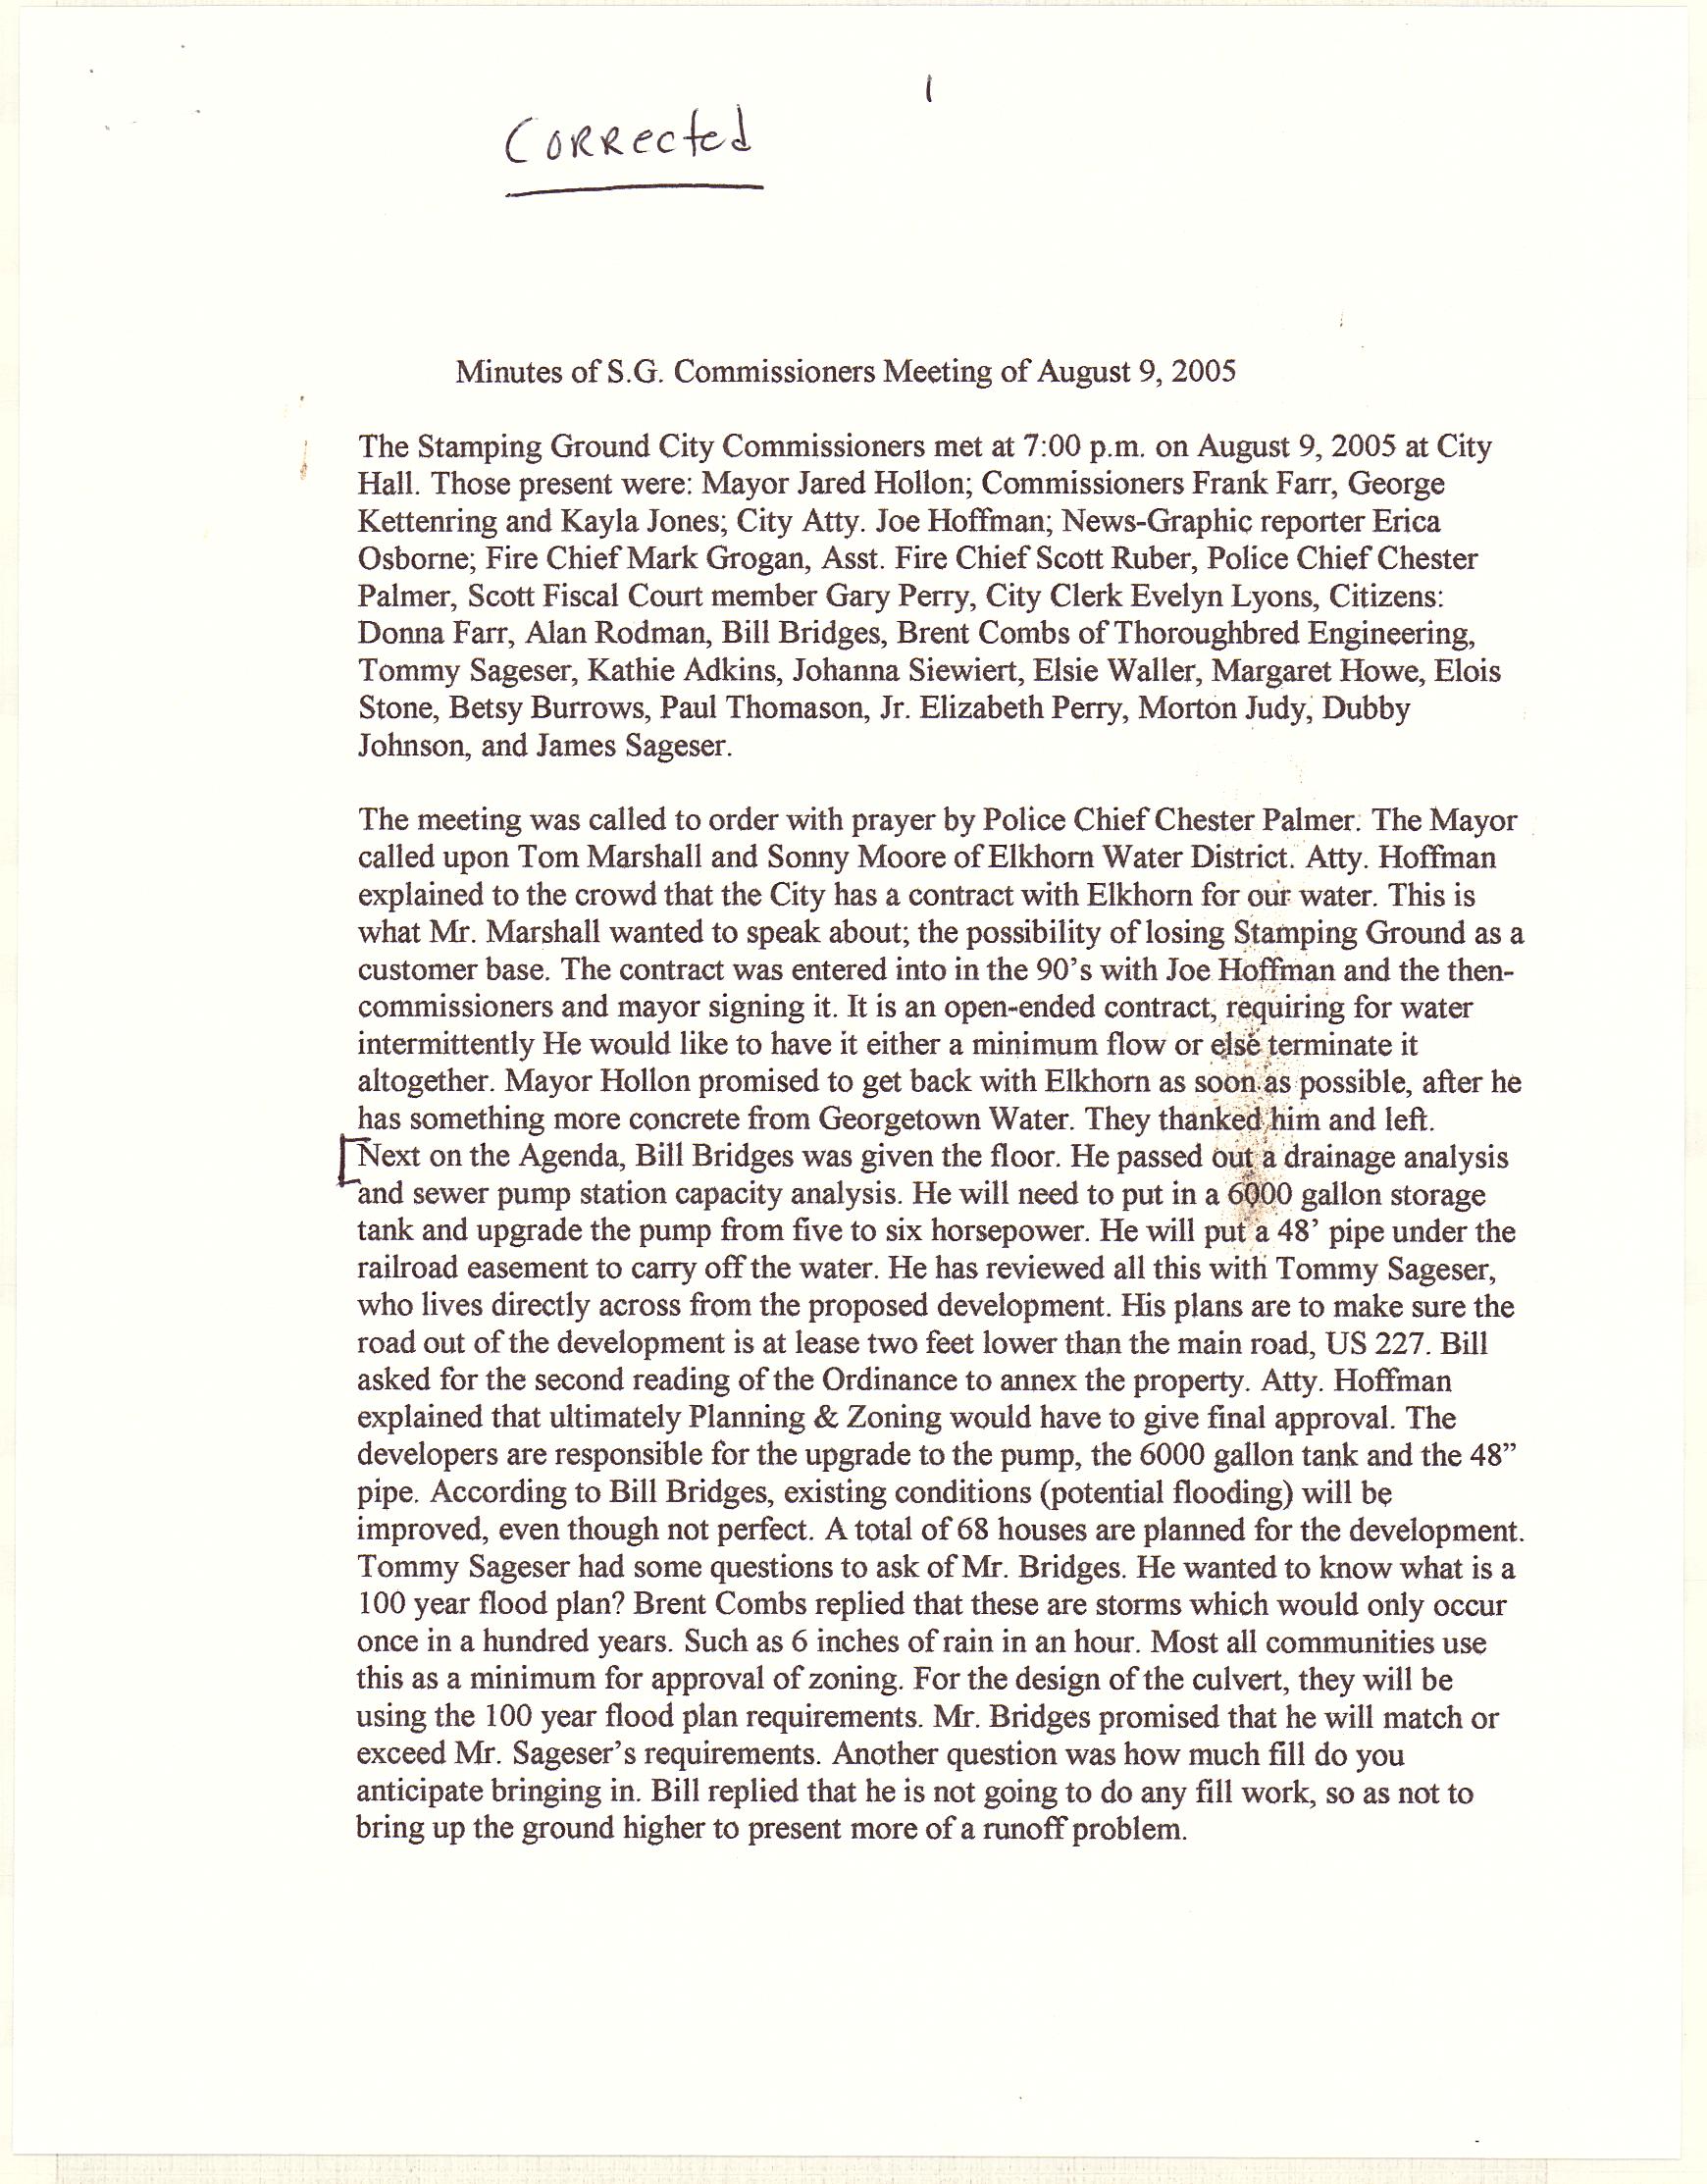 1
Corrected
Minutes of S.G. Commissioners Meeting of August 9, 2005
The Stamping Ground City Commissioners met at 7:00 p.m. on August 9, 2005 at City
Hall. Those present were: Mayor Jared Hollon; Commissioners Frank Farr, George
Kettenring and Kayla Jones; City Atty. Joe Hoffman; News-Graphic reporter Erica
Osborne; Fire Chief Mark Grogan, Asst. Fire Chief Scott Ruber, Police Chief Chester
Palmer, Scott Fiscal Court member Gary Perry, City Clerk Evelyn Lyons, Citizens:
Donna Farr, Alan Rodman, Bill Bridges, Brent Combs of Thoroughbred Engineering,
Tommy Sageser, Kathie Adkins, Johanna Siewiert, Elsie Waller, Margaret Howe, Elois
Stone, Betsy Burrows, Paul Thomason, Jr. Elizabeth Perry, Morton Judy, Dubby
Johnson, and James Sageser.
The meeting was called to order with prayer by Police Chief Chester Palmer. The Mayor
called upon Tom Marshall and Sonny Moore of Elkhorn Water District. Atty. Hoffman
explained to the crowd that the City has a contract with Elkhorn for our water. This is
what Mr. Marshall wanted to speak about; the possibility of losing Stamping Ground as a
customer base. The contract was entered into in the 90's with Joe Hoffman and the then-
commissioners and mayor signing it. It is an open-ended contract, requiring for water
intermittently He would like to have it either a minimum flow or else terminate it
altogether. Mayor Hollon promised to get back with Elkhorn as soon as possible, after he
has something more concrete from Georgetown Water. They thanked him and left.
[Next on the Agenda, Bill Bridges was given the floor. He passed out a drainage analysis
and sewer pump station capacity analysis. He will need to put in a 6000 gallon storage
tank and upgrade the pump from five to six horsepower. He will put a 48' pipe under the
railroad easement to carry off the water. He has reviewed all this with Tommy Sageser,
who lives directly across from the proposed development. His plans are to make sure the
road out of the development is at lease two feet lower than the main road, US 227. Bill
asked for the second reading of the Ordinance to annex the property. Atty. Hoffman
explained that ultimately Planning & Zoning would have to give final approval. The
developers are responsible for the upgrade to the pump, the 6000 gallon tank and the 48”
pipe. According to Bill Bridges, existing conditions (potential flooding) will be
improved, even though not perfect. A total of 68 houses are planned for the development.
Tommy Sageser had some questions to ask of Mr. Bridges. He wanted to know what is a
100 year flood plan? Brent Combs replied that these are storms which would only occur
once in a hundred years. Such as 6 inches of rain in an hour. Most all communities use
this as a minimum for approval of zoning. For the design of the culvert, they will be
using the 100 year flood plan requirements. Mr. Bridges promised that he will match or
exceed Mr. Sageser's requirements. Another question was how much fill do you
anticipate bringing in. Bill replied that he is not going to do any fill work, so as not to
bring up the ground higher to present more of a runoff problem.